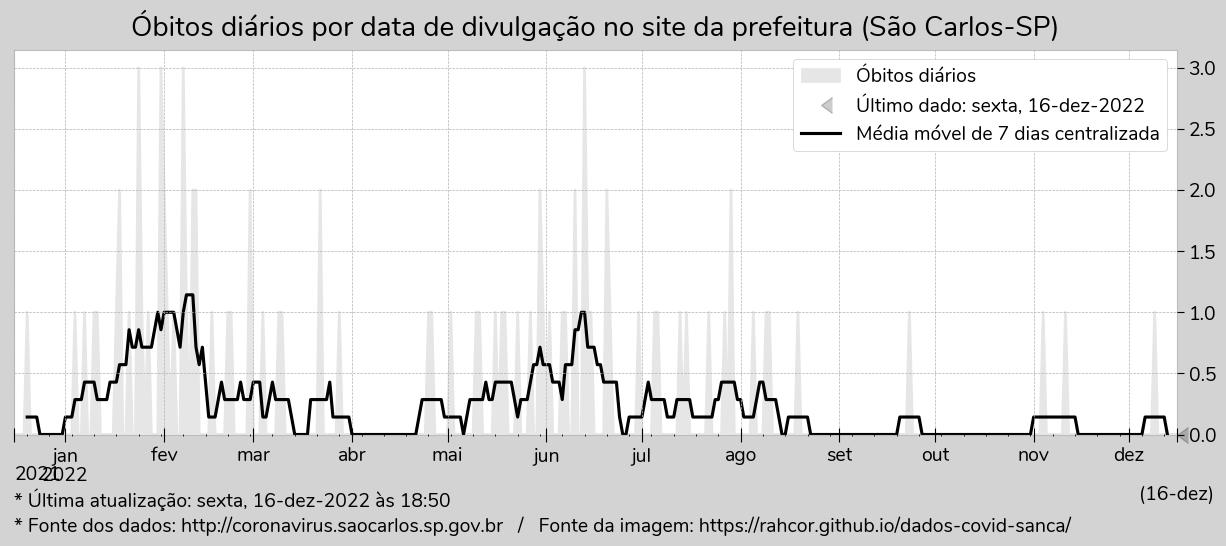 Óbitos diários por data de divulgação no site da prefeitura (São Carlos-SP)
Óbitos diários
Último dado: sexta, 16-dez-2022
Média móvel de 7 dias centralizada
3.0
2.5
2.0
1.5
1.0
0.5
0.0
jan fev mar abr mai jun jul ago set out nov dez
2021 2022
(16-dez)
* Última atualização: sexta, 16-dez-2022 às 18:50
* Fonte dos dados: http://coronavirus.saocarlos.sp.gov.br / Fonte da imagem: https://rahcor.github.io/dados-covid-sanca/